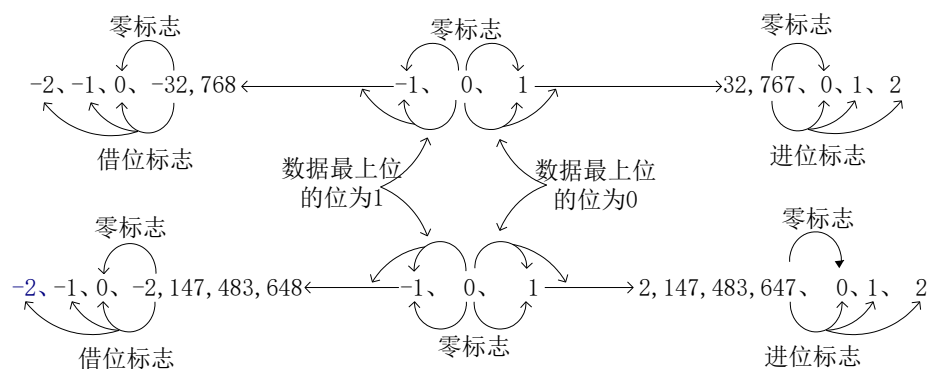 零标志 零标志 零标志
-2、-1、0、-32,768 -1、 0、 1 32,767、0、1、2
借位标志 进位标志
数据最上位的位为1
数据最上位的位为0
零标志 零标志
-2、-1、0、-2,147,483,648 -1、 0、 1 2,147,483,647、 0、1、 2
借位标志 零标志 进位标志